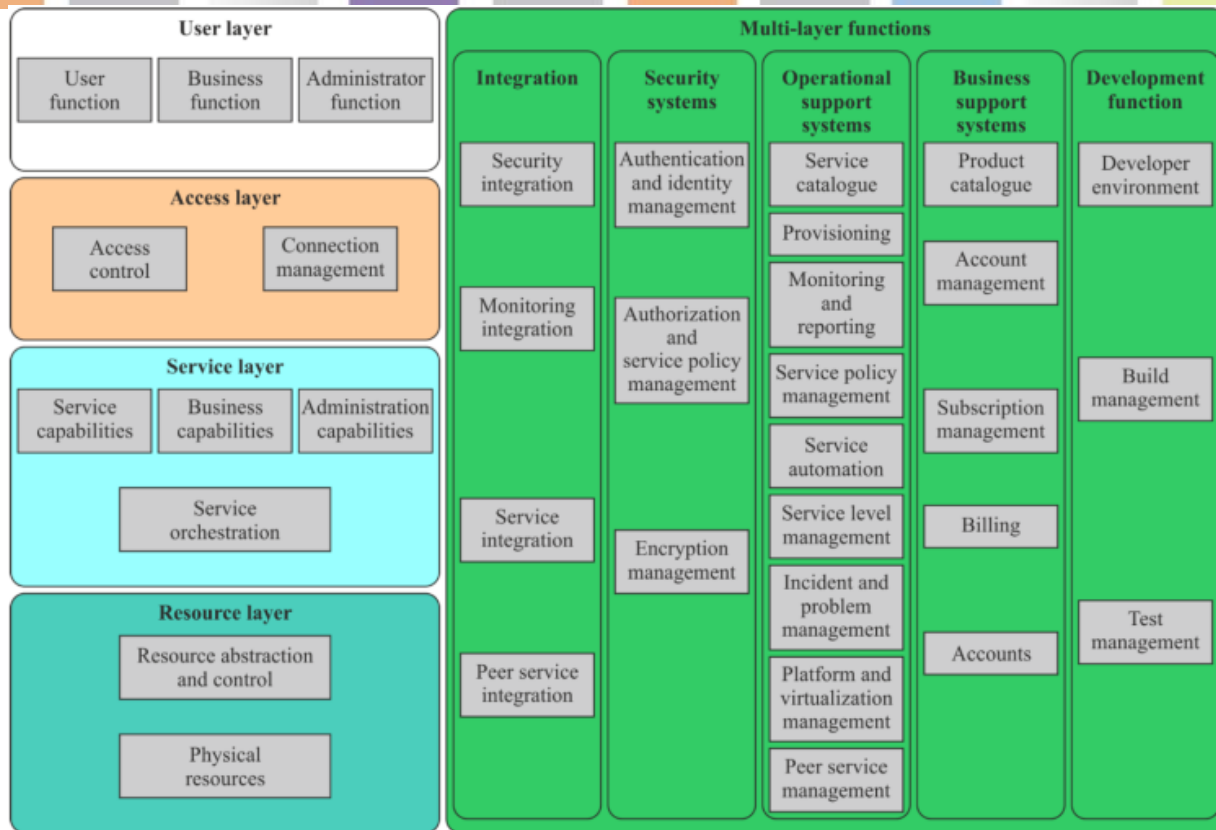 User layer
User
function
Business
function
Administrator
function
Access layer
Access
control
Connection
management
Service layer
Service
capabilities
Business
capabilities
Administration
capabilities
Service
orchestration
Resource layer
Resource abstraction
and control
Physical
resources
Multi-layer functions
Integration
Security
integration
Monitoring
integration
Service
integration
Peer service
integration
Security
systems
Authentication
and identity
management
Authorization
and
service policy
management
Encryption
management
Operational
support
systems
Service
catalogue
Provisioning
Monitoring
and
reporting
Service policy
management
Service
automation
Service level
management
Incident and
problem
management
Platform and
virtualization
management
Peer service
management
Business
support
systems
Product
catalogue
Account
management
Subscription
management
Billing
Accounts
Development
function
Developer
environment
Build
management
Test
management